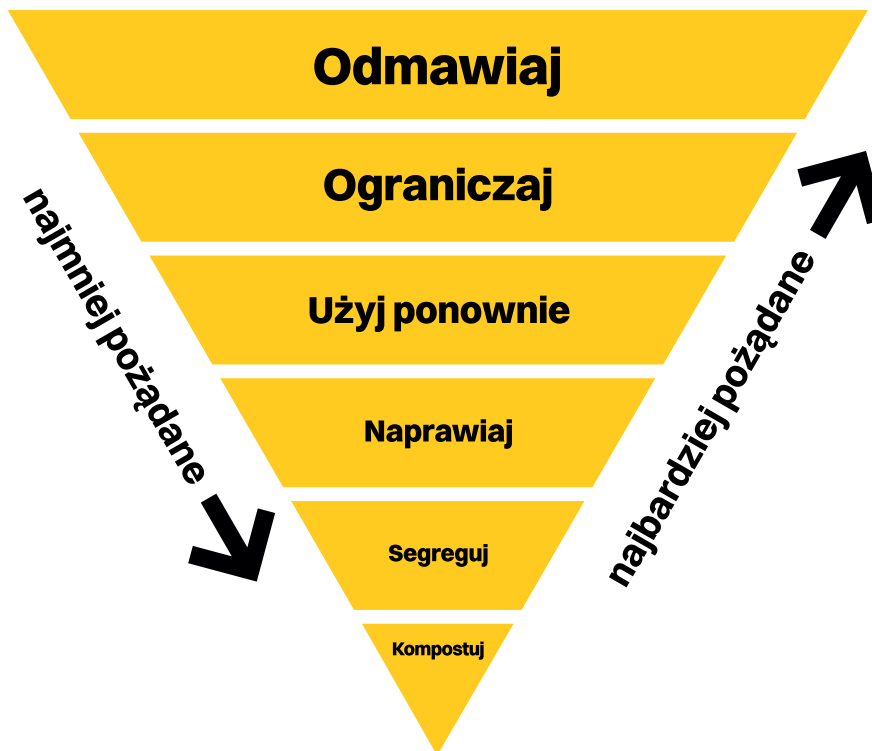 Odmawiaj
Ograniczaj
Użyj ponownie
Naprawiaj
Segreguj
Kompostuj
najmniej pożądane
najbardziej pożądane